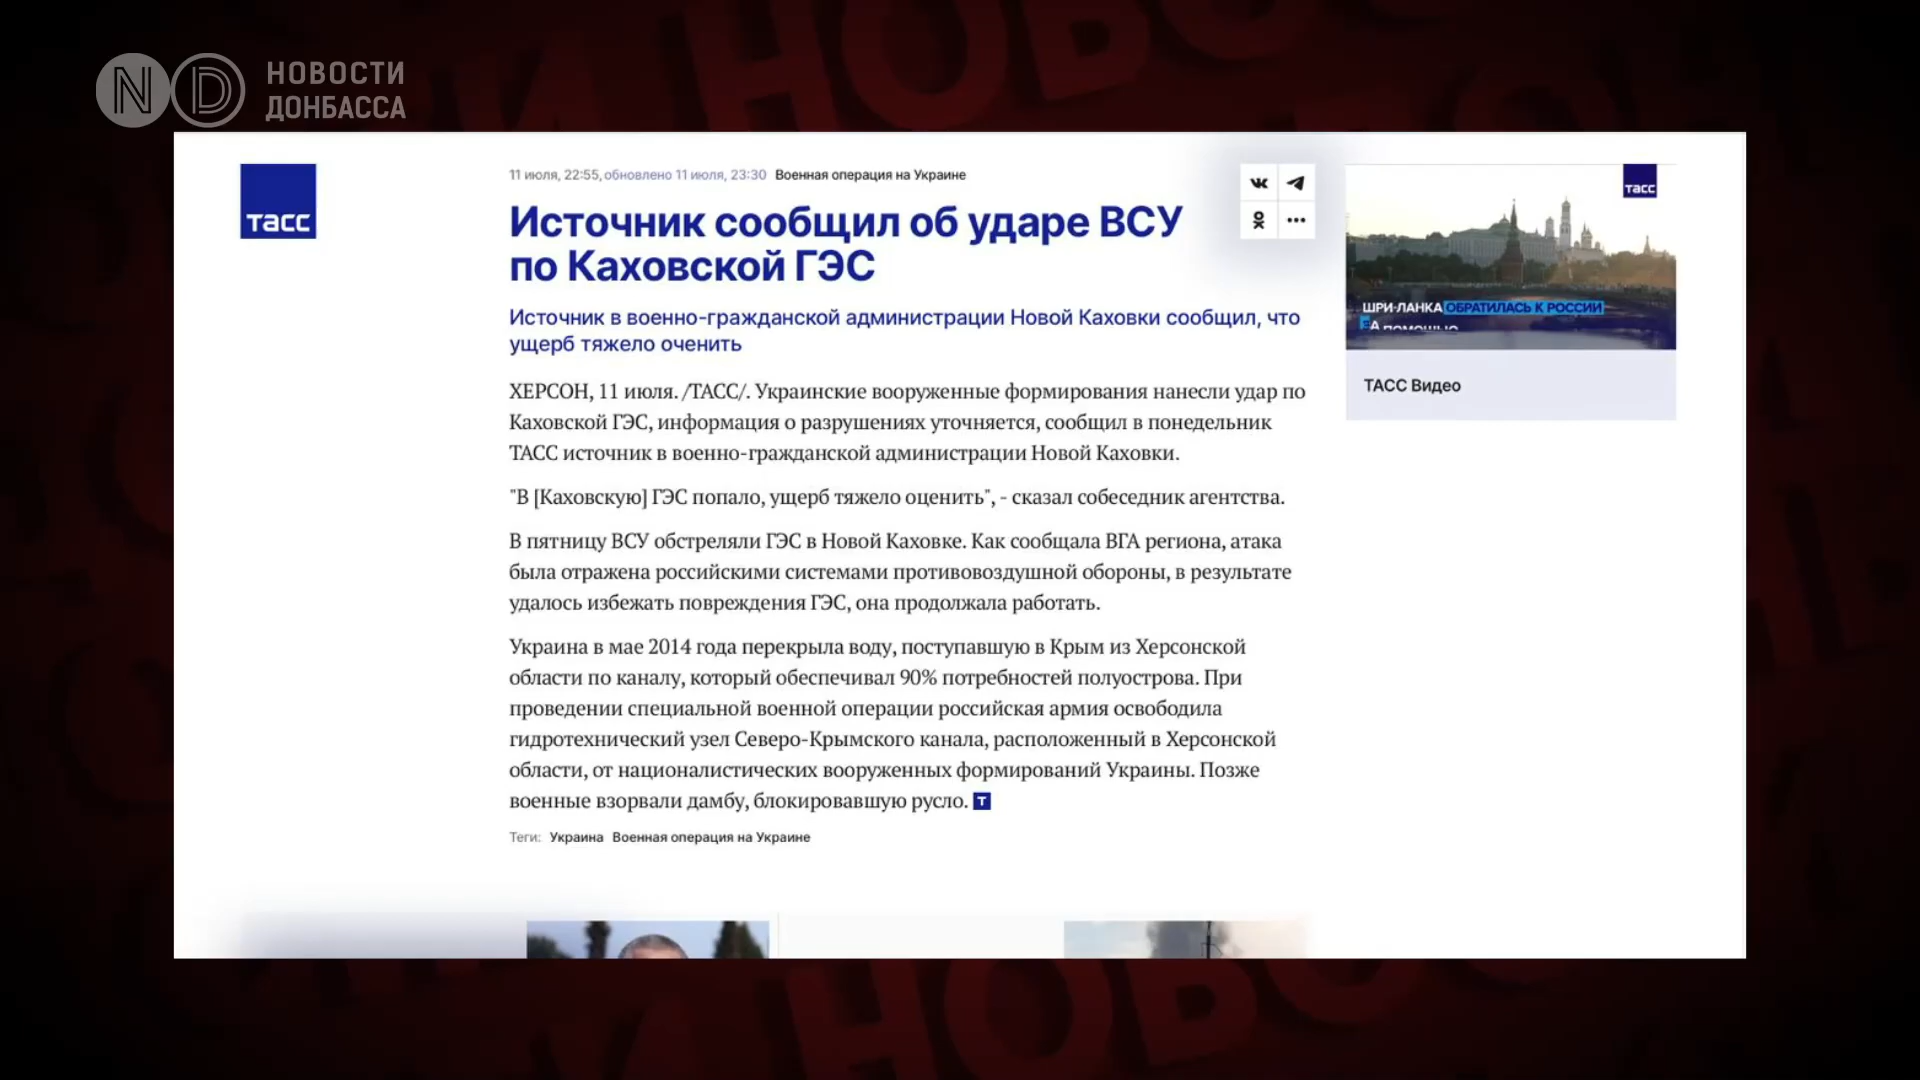 НОВОСТИ
ДОНБАССА
ТАСС
11 июля, 22:55, обновлено 11 июля, 23:30 Военная операция на Украине
Источник сообщил об ударе ВСУ
по Каховской ГЭС
Источник в военно-гражданской администрации Новой Каховки сообщил, что
ущерб тяжело оченить
ХЕРСОН, 11 июля. /ТАСС/. Украинские вооруженные формирования нанесли удар по
Каховской ГЭС, информация о разрушениях уточняется, сообщил в понедельник
ТАСС источник в военно-гражданской администрации Новой Каховки.
"В [Каховскую] ГЭС попало, ущерб тяжело оценить", - сказал собеседник агентства.
В пятницу ВСУ обстреляли ГЭС в Новой Каховке. Как сообщала ВГА региона, атака
была отражена российскими системами противовоздушной обороны, в результате
удалось избежать повреждения ГЭС, она продолжала работать.
Украина в мае 2014 года перекрыла воду, поступавшую в Крым из Херсонской
области по каналу, который обеспечивал 90% потребностей полуострова. При
проведении специальной военной операции российская армия освободила
гидротехнический узел Северо-Крымского канала, расположенный в Херсонской
области, от националистических вооруженных формирований Украины. Позже
военные взорвали дамбу, блокировавшую русло. Т
Теги: Украина Военная операция на Украине
ТАСС
ШРИ-ЛАНКА ОБРАТИЛАСЬ К РОССИИ
ТАСС Видео